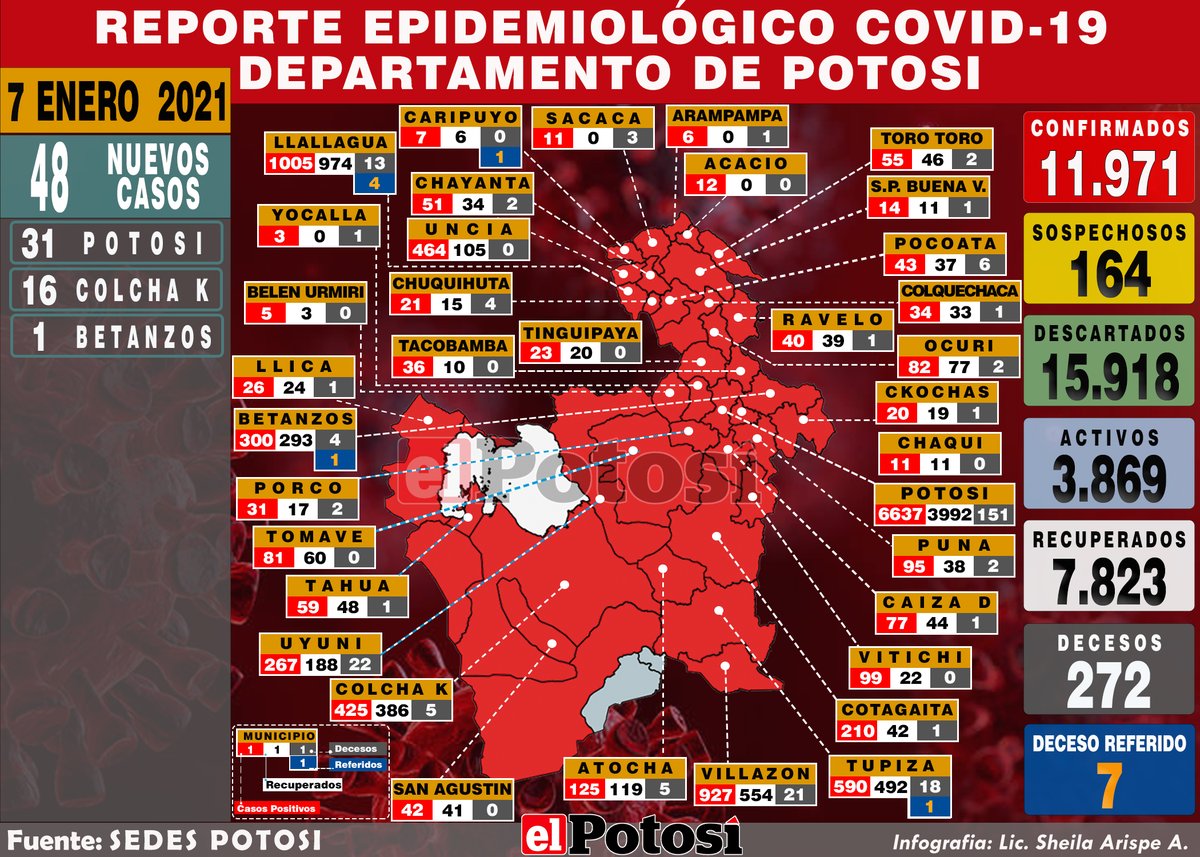 REPORTE EPIDEMIOLÓGICO COVID-19
DEPARTAMENTO DE POTOSI
7 ENERO 2021
48 NUEVOS CASOS
31 POTOSI
16 COLCHA K
1 BETANZOS
CARIPUYO
7 6 0
1
SACACA
11 0 3
ARAMPAMPA
6 0 1
LLALLAGUA
1005 974 13
4
ACACIO
12 0 0
TORO TORO
55 46 2
CHAYANTA
51 34 2
S.P. BUENA V.
14 11 1
YOCALLA
3 0 1
UNCIA
464 105 0
POCOATA
43 37 6
BELEN URMIRI
5 3 0
CHUQUIHUTA
21 15 4
COLQUECHACA
34 33 1
TINGUIPAYA
23 20 0
RAVELO
40 39 1
TACOBAMBA
36 10 0
OCURI
82 77 2
LLICA
26 24 1
CKOCHAS
20 19 1
BETANZOS
300 293 4
1
CHAQUI
11 11 0
PORCO
31 17 2
POTOSI
6637 3992 151
TOMAVE
81 60 0
PUNA
95 38 2
TAHUA
59 48 1
CAIZA D
77 44 1
UYUNI
267 188 22
VITICHI
99 22 0
COLCHA K
425 386 5
COTAGAITA
210 42 1
SAN AGUSTIN
42 41 0
ATOCHA
125 119 5
VILLAZON
927 554 21
TUPIZA
590 492 18
1
MUNICIPIO
1 1 1
1
Decesos
Referidos
Recuperados
Casos Positivos
el Potosí
CONFIRMADOS
11.971
SOSPECHOSOS
164
DESCARTADOS
15.918
ACTIVOS
3.869
RECUPERADOS
7.823
DECESOS
272
DECESO REFERIDO
7
Fuente: SEDES POTOSI
el Potosí
Infografia: Lic. Sheila Arispe A.